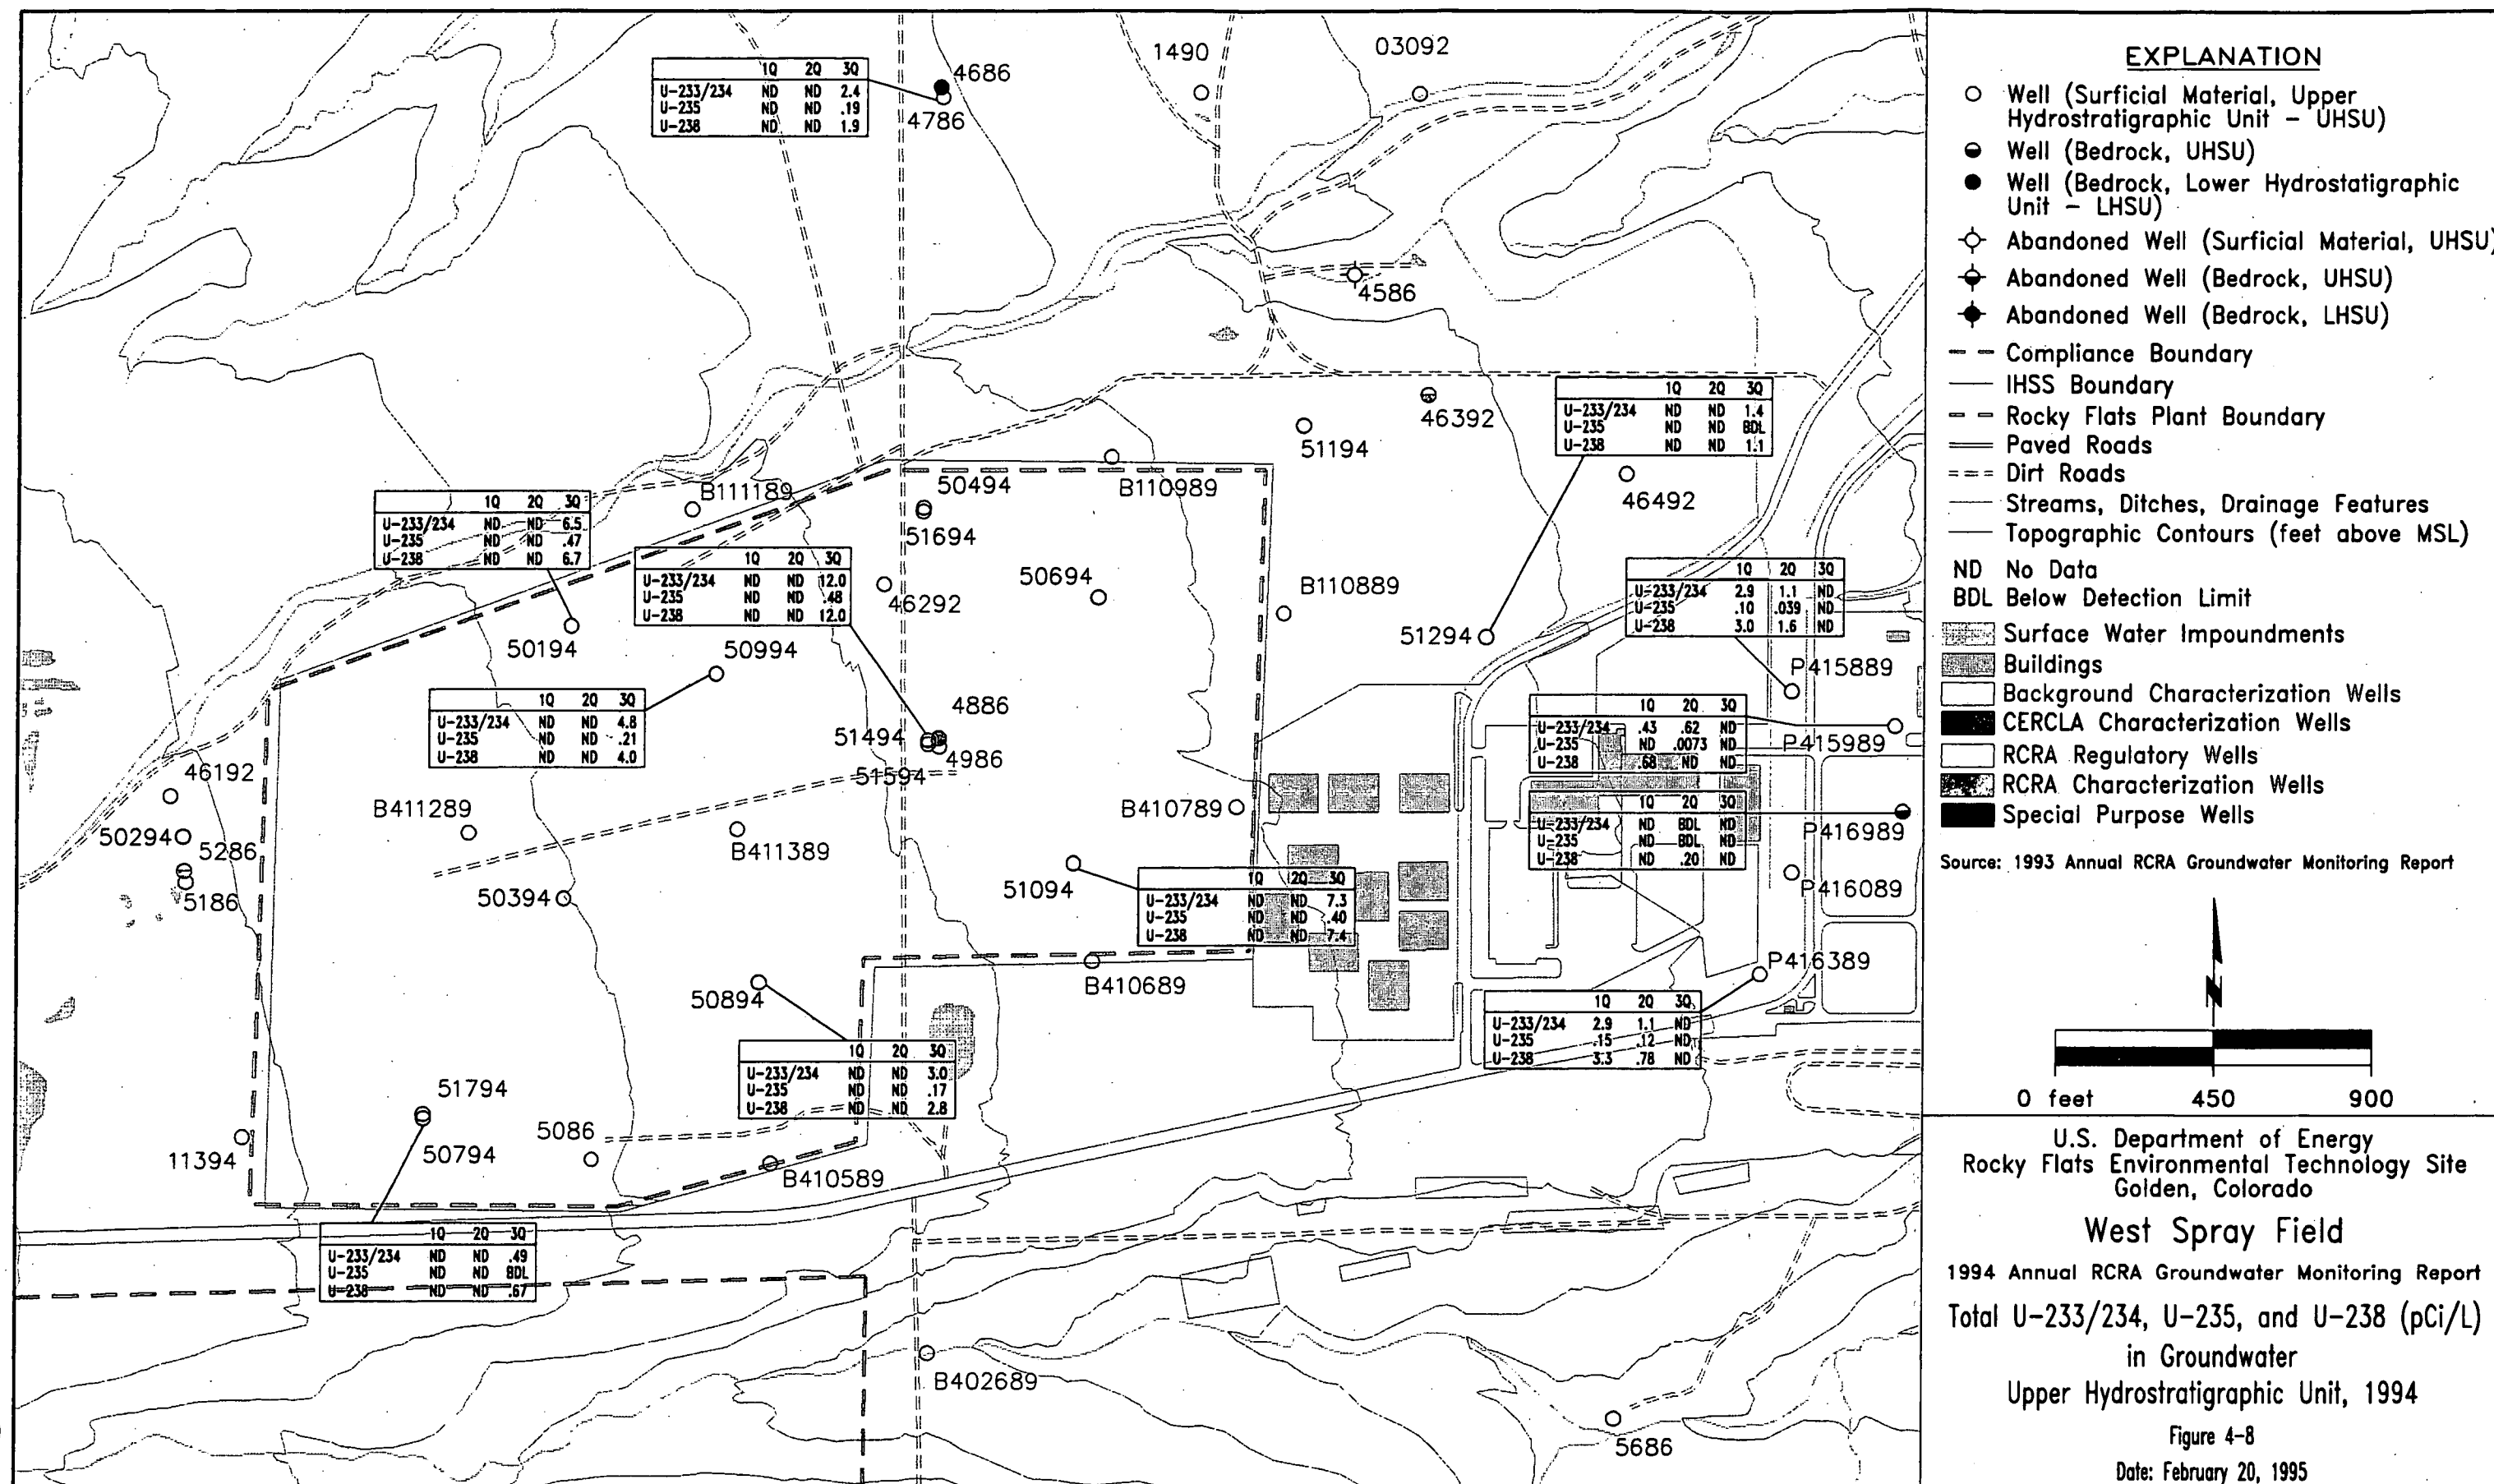 1490
03092
1Q 2Q 3Q
U-233/234 ND ND 2.4
U-235 ND ND .19
U-238 ND ND 1.9
4686
4786
4586
46392
1Q 2Q 3Q
U-233/234 ND ND 1.4
U-235 ND ND BDL
U-238 ND ND 1.1
51194
46492
B110989
50494
51694
B111189
1Q 2Q 3Q
U-233/234 ND ND 6.5
U-235 ND ND .47
U-238 ND ND 6.7
1Q 2Q 3Q
U-233/234 ND ND 12.0
U-235 ND ND .48
U-238 ND ND 12.0
46292
50694
B110889
51294
1Q 2Q 3Q
U-233/234 2.9 1.1 ND
U-235 .10 .039 ND
U-238 3.0 1.6 ND
50194
50994
P415889
1Q 2Q 3Q
U-233/234 ND ND 4.8
U-235 ND ND .21
U-238 ND ND 4.0
4886
51494
4986
51594
1Q 2Q 3Q
U-233/234 .43 .62 ND
U-235 ND .0073 ND
U-238 .68 ND ND
P415989
46192
B411289
50294
5286
5186
B411389
B410789
1Q 2Q 3Q
U-233/234 ND BDL ND
U-235 ND BDL ND
U-238 ND .20 ND
P416989
P416089
50394
51094
1Q 2Q 3Q
U-233/234 ND ND 7.3
U-235 ND ND .40
U-238 ND ND 7.4
P416389
50894
B410689
1Q 2Q 3Q
U-233/234 2.9 1.1 ND
U-235 .15 .12 ND
U-238 3.3 .78 ND
1Q 2Q 3Q
U-233/234 ND ND 3.0
U-235 ND ND .17
U-238 ND ND 2.8
51794
50794
11394
5086
B410589
1Q 2Q 3Q
U-233/234 ND ND .49
U-235 ND ND BDL
U-238 ND ND .67
B402689
5686
EXPLANATION
Well (Surficial Material, Upper
Hydrostratigraphic Unit - UHSU)
Well (Bedrock, UHSU)
Well (Bedrock, Lower Hydrostatigraphic
Unit - LHSU)
Abandoned Well (Surficial Material, UHSU)
Abandoned Well (Bedrock, UHSU)
Abandoned Well (Bedrock, LHSU)
Compliance Boundary
IHSS Boundary
Rocky Flats Plant Boundary
Paved Roads
Dirt Roads
Streams, Ditches, Drainage Features
Topographic Contours (feet above MSL)
ND No Data
BDL Below Detection Limit
Surface Water Impoundments
Buildings
Background Characterization Wells
CERCLA Characterization Wells
RCRA Regulatory Wells
RCRA Characterization Wells
Special Purpose Wells
Source: 1993 Annual RCRA Groundwater Monitoring Report
N
0 feet 450 900
U.S. Department of Energy
Rocky Flats Environmental Technology Site
Golden, Colorado
West Spray Field
1994 Annual RCRA Groundwater Monitoring Report
Total U-233/234, U-235, and U-238 (pCi/L)
in Groundwater
Upper Hydrostratigraphic Unit, 1994
Figure 4-8
Date: February 20, 1995